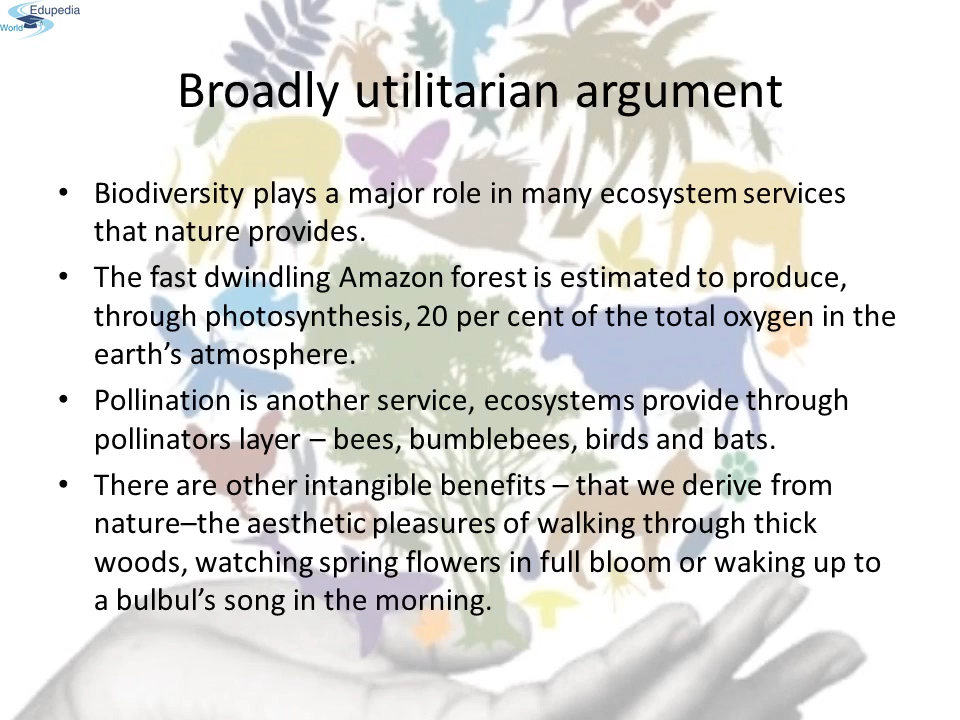 Edupedia
World
Broadly utilitarian argument
• Biodiversity plays a major role in many ecosystem services
that nature provides.
• The fast dwindling Amazon forest is estimated to produce,
through photosynthesis, 20 per cent of the total oxygen in the
earth's atmosphere.
• Pollination is another service, ecosystems provide through
pollinators layer – bees, bumblebees, birds and bats.
• There are other intangible benefits – that we derive from
nature–the aesthetic pleasures of walking through thick
woods, watching spring flowers in full bloom or waking up to
a bulbul's song in the morning.